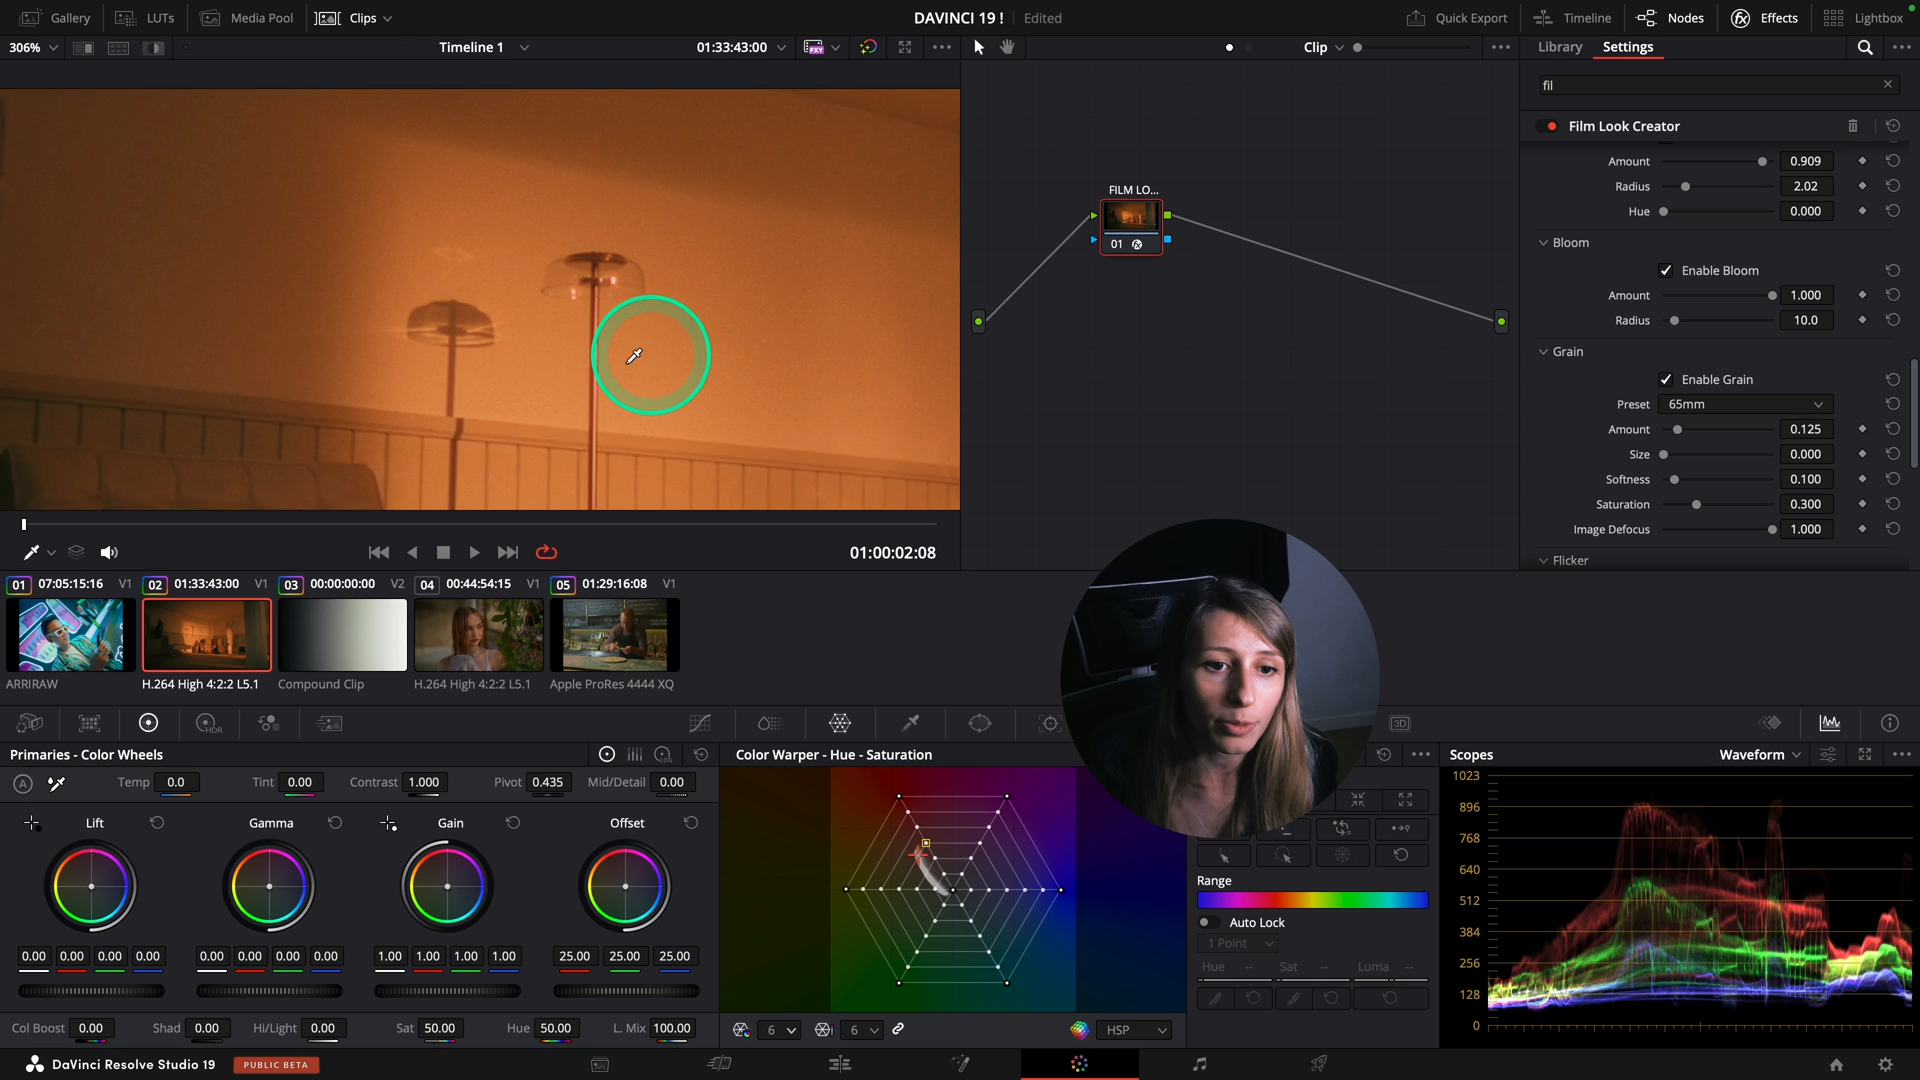 Gallery LUTs Media Pool Clips DAVINCI 19 ! Edited Quick Export Timeline Nodes Effects Lightbox
306% Timeline 1 01:33:43:00 PXY Clip Library Settings
fil
Film Look Creator
Amount 0.909
Radius 2.02
Hue 0.000
Bloom
Enable Bloom
Amount 1.000
Radius 10.0
Grain
Enable Grain
Preset 65mm
Amount 0.125
Size 0.000
Softness 0.100
Saturation 0.300
Image Defocus 1.000
Flicker
FILM LO...
01
01:00:02:08
01 07:05:15:16 V1 02 01:33:43:00 V1 03 00:00:00:00 V2 04 00:44:54:15 V1 05 01:29:16:08 V1
ARRIRAW H.264 High 4:2:2 L5.1 Compound Clip H.264 High 4:2:2 L5.1 Apple ProRes 4444 XQ
HDR 3D
Primaries - Color Wheels LOG Color Warper - Hue - Saturation Scopes Waveform
A Temp 0.0 Tint 0.00 Contrast 1.000 Pivot 0.435 Mid/Detail 0.00
Lift Gamma Gain Offset
0.00 0.00 0.00 0.00 0.00 0.00 0.00 0.00 1.00 1.00 1.00 1.00 25.00 25.00 25.00
Col Boost 0.00 Shad 0.00 Hi/Light 0.00 Sat 50.00 Hue 50.00 L. Mix 100.00
6 6 HSP
Range
Auto Lock
1 Point
Hue -- Sat -- Luma --
1023
896
768
640
512
384
256
128
0
DaVinci Resolve Studio 19 PUBLIC BETA